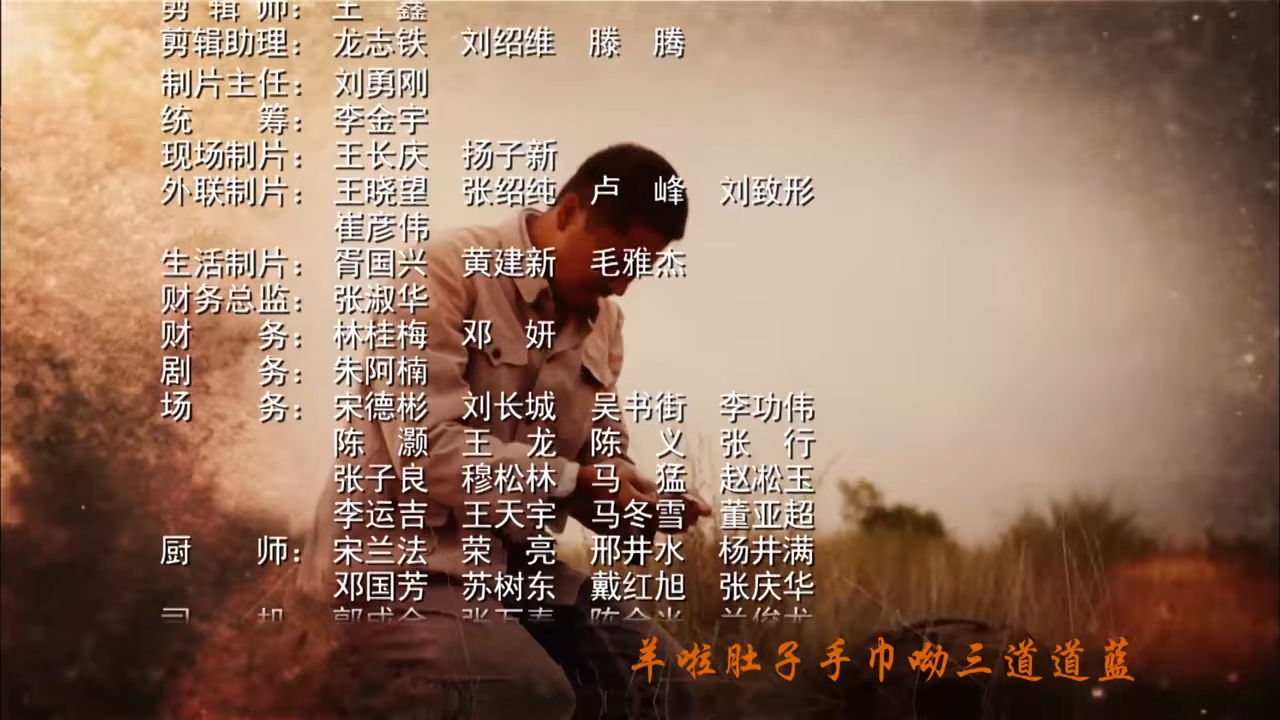 剪辑师： 王 鑫
剪辑助理： 龙志铁 刘绍维 滕 腾
制片主任： 刘勇刚
统 筹： 李金宇
现场制片： 王长庆 扬子新
外联制片： 王晓望 张绍纯 卢 峰 刘致彤
崔彦伟
生活制片： 胥国兴 黄建新 毛雅杰
财务总监： 张淑华
财 务： 林桂梅 邓 妍
剧 务： 朱阿楠
场 务： 宋德彬 刘长城 吴书街 李功伟
陈 灏 王 龙 陈 义 张 行
张子良 穆松林 马 猛 赵凇玉
李运吉 王天宇 马冬雪 董亚超
厨 师： 宋兰法 荣 亮 邢井水 杨井满
邓国芳 苏树东 戴红旭 张庆华
司 机
羊啦肚子手巾呦三道道蓝